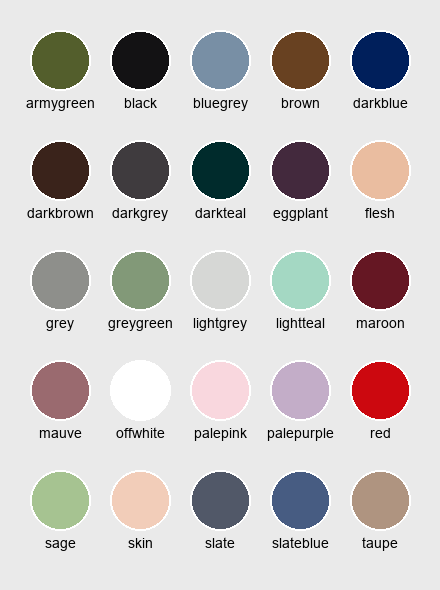 armygreen black bluegrey brown darkblue
darkbrown darkgrey darkteal eggplant flesh
grey greygreen lightgrey lightteal maroon
mauve offwhite palepink palepurple red
sage skin slate slateblue taupe